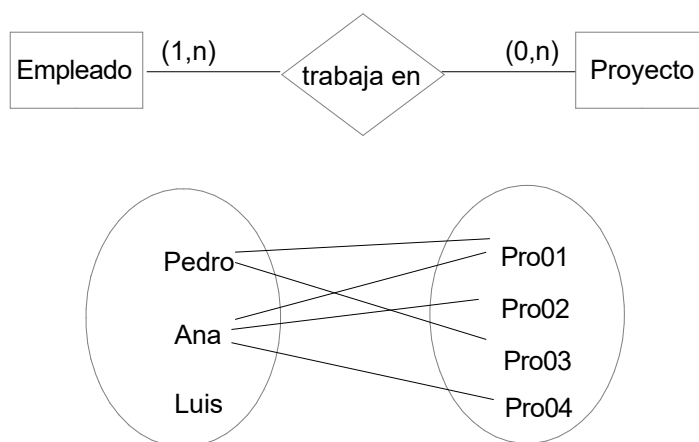 Empleado
(1,n)
trabaja en
(0,n)
Proyecto
Pedro
Ana
Luis
Pro01
Pro02
Pro03
Pro04